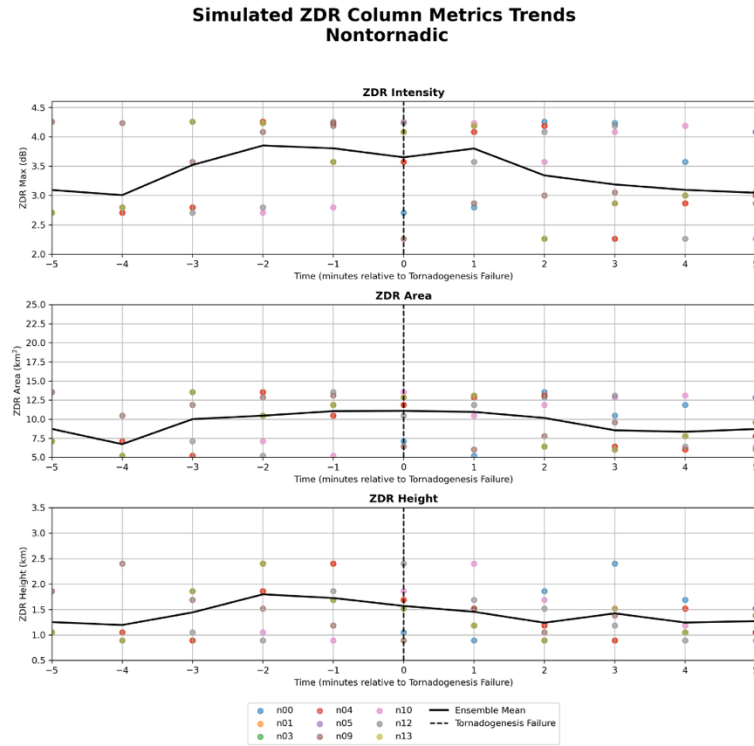 Simulated ZDR Column Metrics Trends
Nontornadic
ZDR Intensity
4.5
4.0
3.5
3.0
2.5
2.0
ZDR Max (dB)
−5 −4 −3 −2 −1 0 1 2 3 4 5
Time (minutes relative to Tornadogenesis Failure)
ZDR Area
25.0
22.5
20.0
17.5
15.0
12.5
10.0
7.5
5.0
ZDR Area (km²)
−5 −4 −3 −2 −1 0 1 2 3 4 5
Time (minutes relative to Tornadogenesis Failure)
ZDR Height
3.5
3.0
2.5
2.0
1.5
1.0
0.5
ZDR Height (km)
−5 −4 −3 −2 −1 0 1 2 3 4 5
Time (minutes relative to Tornadogenesis Failure)
n00 n04 n10 Ensemble Mean
n01 n05 n12 Tornadogenesis Failure
n03 n09 n13